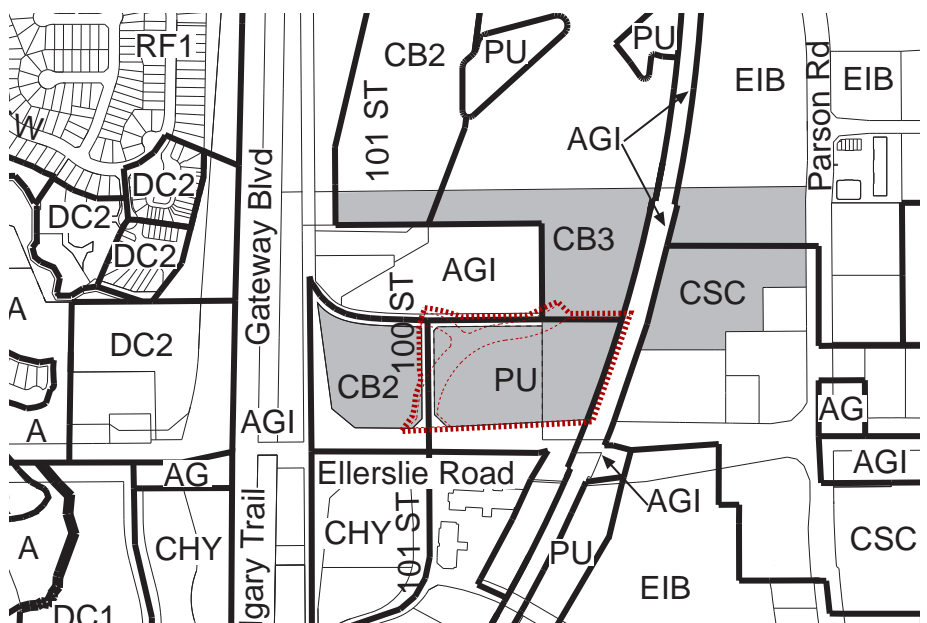 RF1
CB2
PU
PU
EIB
EIB
Parson Rd
101 ST
AGI
W
DC2
DC2
DC2
Gateway Blvd
CB3
AGI
CSC
A
DC2
100 ST
CB2
PU
AG
AGI
A
AGI
AG
Ellerslie Road
AGI
CHY
CHY
101 ST
lgary Trail
A
PU
CSC
EIB
DC1